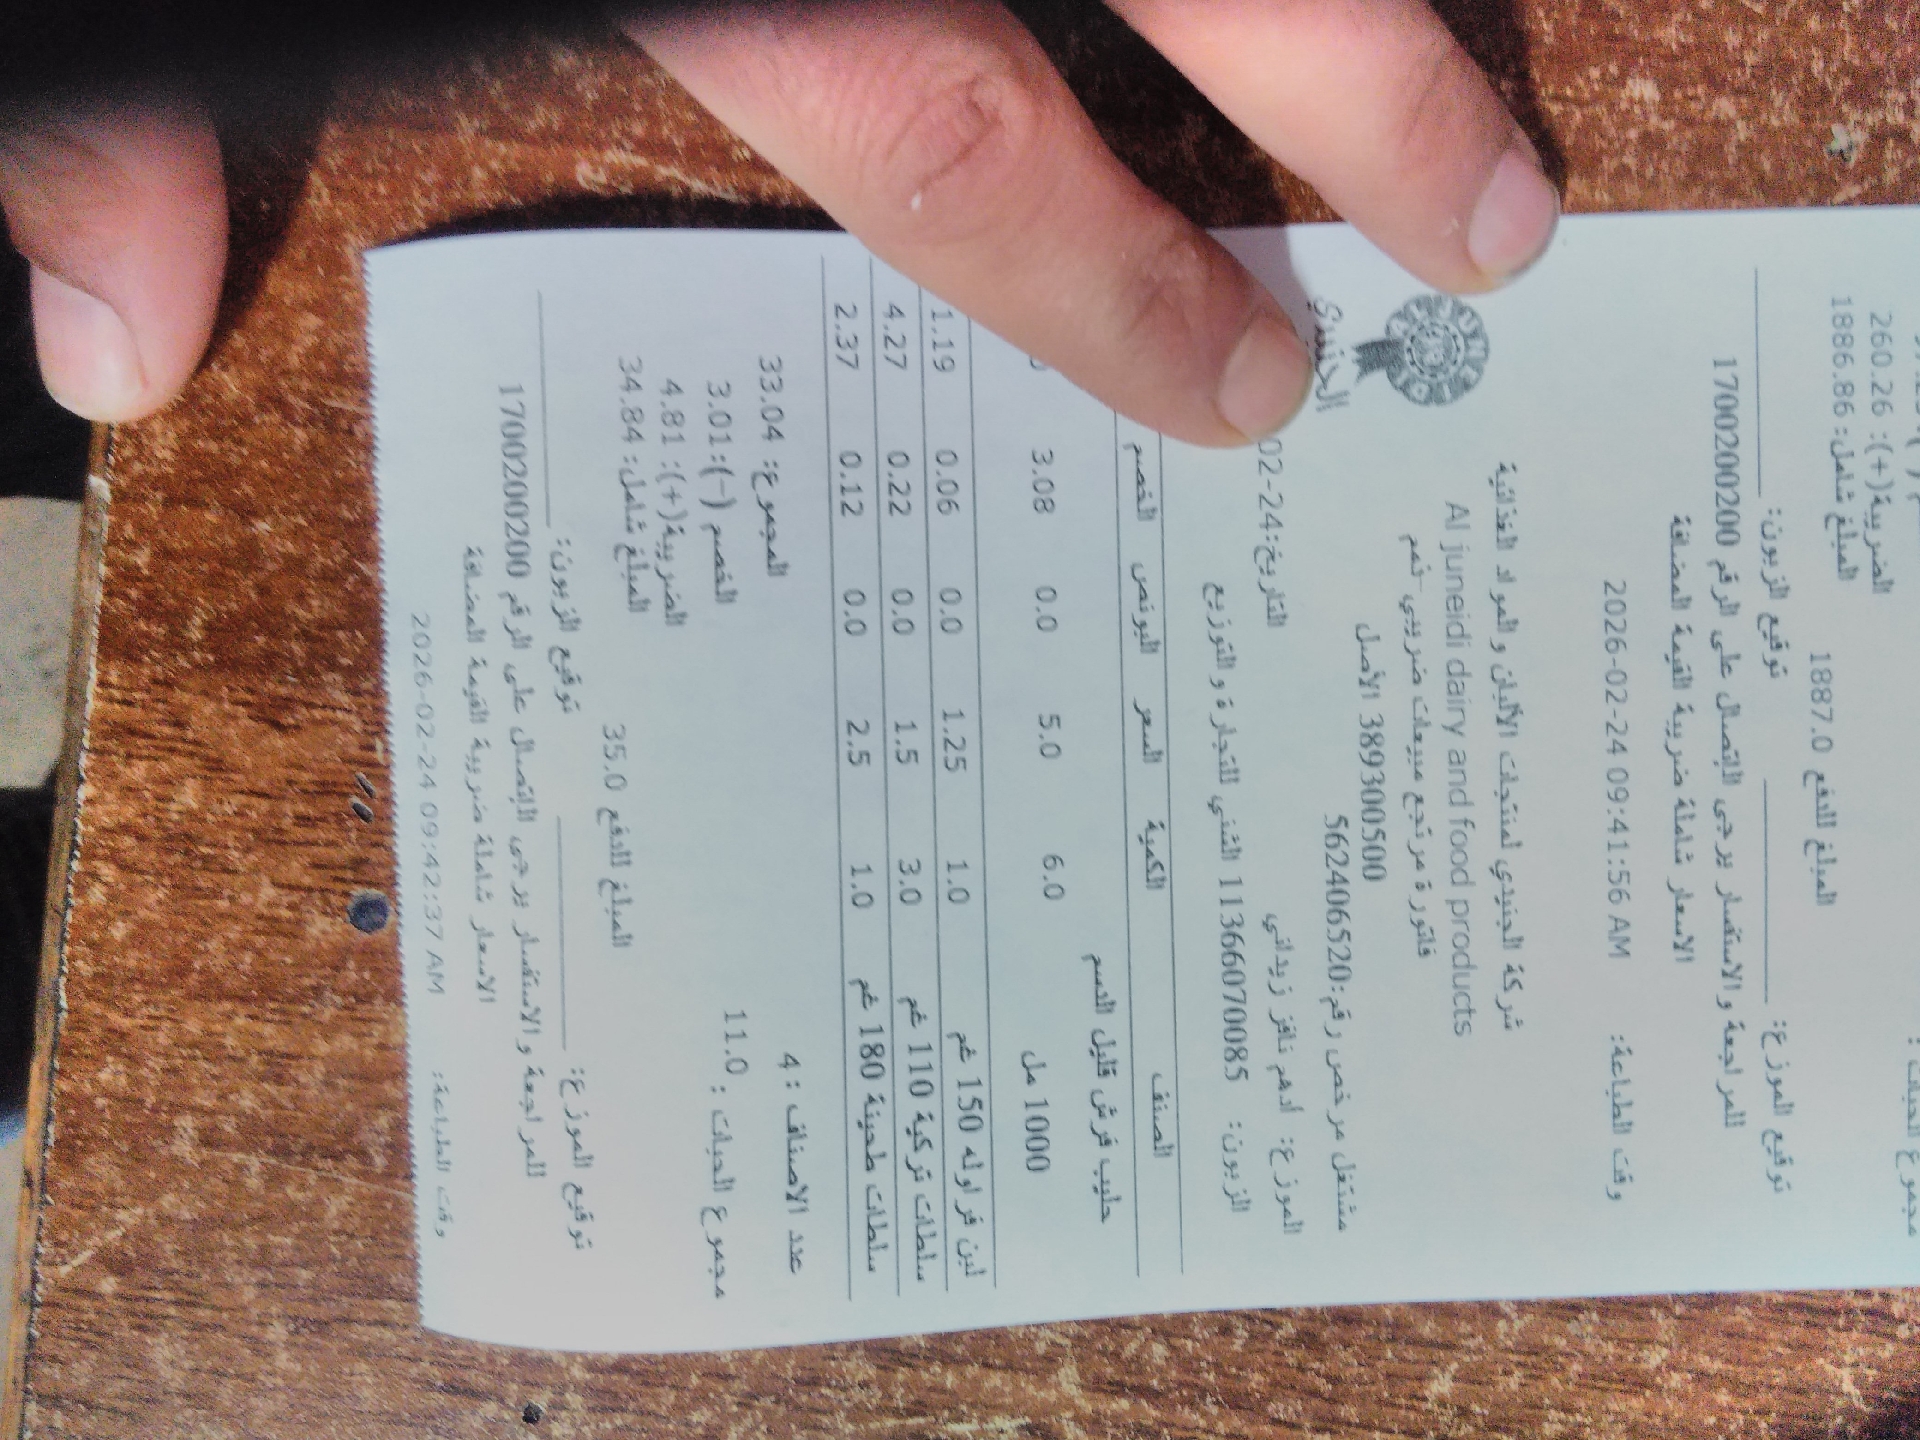 مجموع الحبات :
الضريبة(+): 260.26
المبلغ شامل: 1886.86
المبلغ للدفع 1887.0
توقيع الموزع: توقيع الزبون:
للمراجعة و الاستفسار يرجى الاتصال على الرقم 1700200200
الاسعار شاملة ضريبة القيمة المضافة
وقت الطباعة: 2026-02-24 09:41:56 AM
شركة الجنيدي لمنتجات الألبان و المواد الغذائية
Al juneidi dairy and food products
فاتورة مرتجع مبيعات ضريبي -نعم
389300500 الأصل
مشتغل مرخص رقم:562406520
الجنيدي
الموزع: ادهم نافز زيداني التاريخ:02-24
الزبون: 1136607085 الشني للتجارة و التوزيع
الصنف الكمية السعر البونص الخصم
حليب فرش قليل الدسم
1000 مل 6.0 5.0 0.0 3.08
لبن فراوله 150 غم 1.0 1.25 0.0 0.06 1.19
سلطات تركية 110 غم 3.0 1.5 0.0 0.22 4.27
سلطات طحينة 180 غم 1.0 2.5 0.0 0.12 2.37
عدد الاصناف : 4 المجموع: 33.04
مجموع الحبات : 11.0 الخصم (-):3.01
الضريبة(+): 4.81
المبلغ شامل: 34.84
المبلغ للدفع 35.0
توقيع الموزع: توقيع الزبون:
للمراجعة و الاستفسار يرجى الاتصال على الرقم 1700200200
الاسعار شاملة ضريبة القيمة المضافة
وقت الطباعة: 2026-02-24 09:42:37 AM